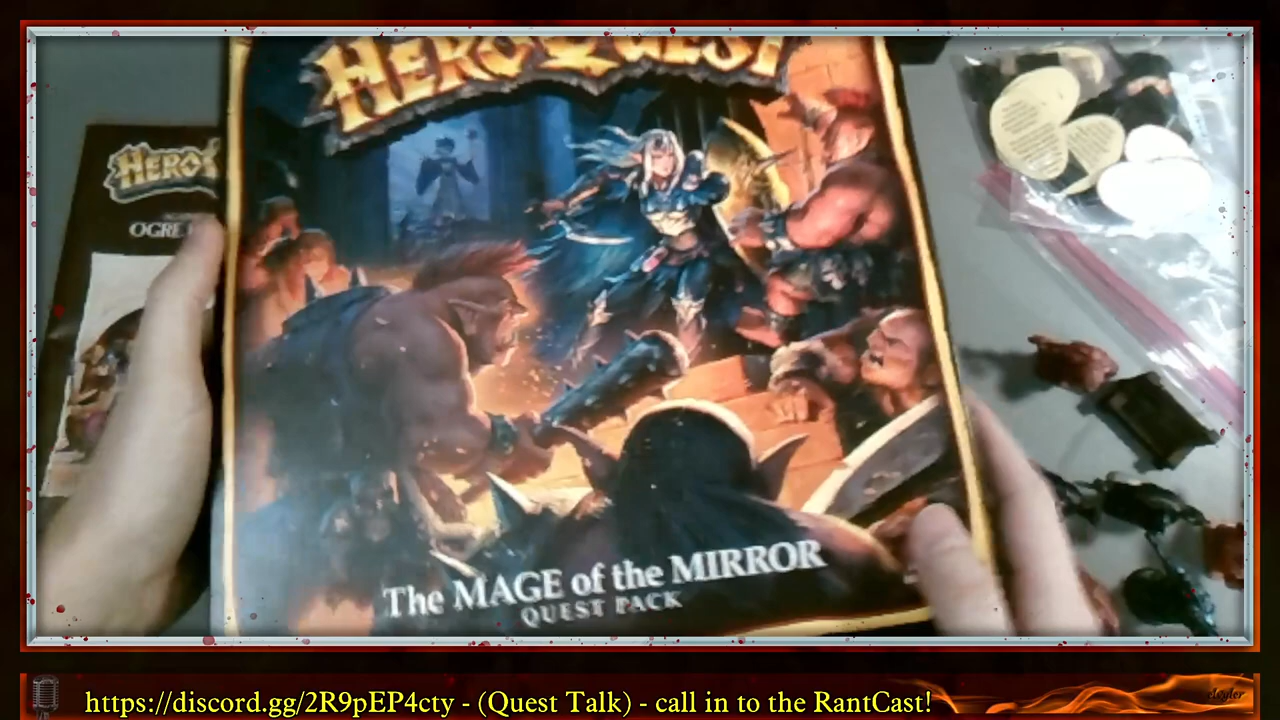 HEROQUEST
HEROQ
OGRE
The MAGE of the MIRROR
QUEST PACK
https://discord.gg/2R9pEP4cty - (Quest Talk) - call in to the RantCast!